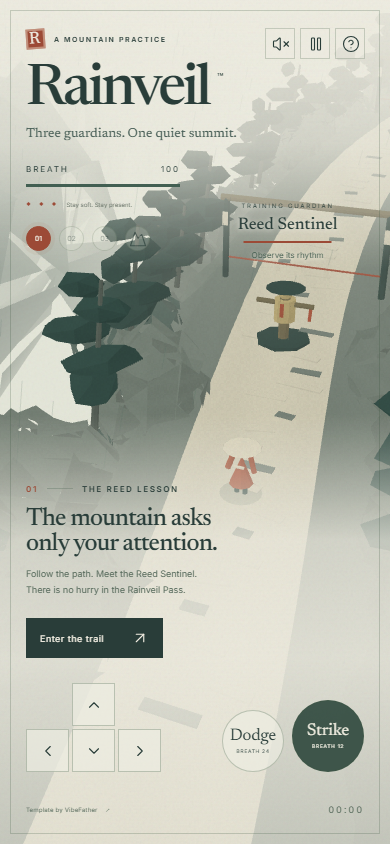 R A MOUNTAIN PRACTICE
Rainveil ™
Three guardians. One quiet summit.
BREATH 100
Stay soft. Stay present.
01 02 03
TRAINING GUARDIAN
Reed Sentinel
Observe its rhythm
01 THE REED LESSON
The mountain asks
only your attention.
Follow the path. Meet the Reed Sentinel.
There is no hurry in the Rainveil Pass.
Enter the trail
Dodge
BREATH 24
Strike
BREATH 12
Template by VibeFather
00:00